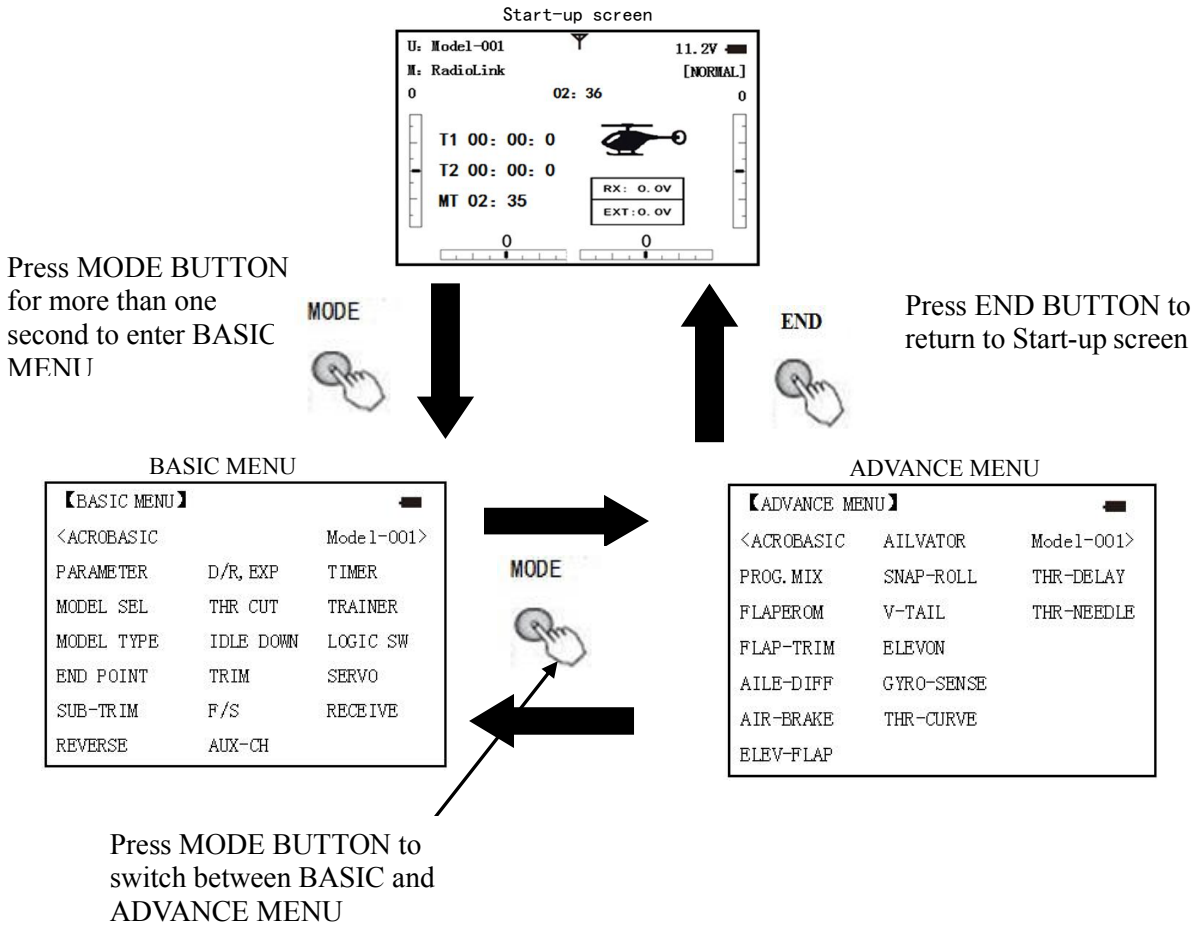 Start-up screen
U: Model-001 11.2V
M: RadioLink [NORMAL]
0 02: 36 0
T1 00: 00: 0
T2 00: 00: 0
MT 02: 35
RX: 0.0V
EXT:0.0V
0 0
Press MODE BUTTON
for more than one
second to enter BASIC
MENU
MODE
END
Press END BUTTON to
return to Start-up screen
BASIC MENU
【BASIC MENU】
<ACROBASIC Model-001>
PARAMETER D/R,EXP TIMER
MODEL SEL THR CUT TRAINER
MODEL TYPE IDLE DOWN LOGIC SW
END POINT TRIM SERVO
SUB-TRIM F/S RECEIVE
REVERSE AUX-CH
MODE
ADVANCE MENU
【ADVANCE MENU】
<ACROBASIC AILVATOR Model-001>
PROG.MIX SNAP-ROLL THR-DELAY
FLAPEROM V-TAIL THR-NEEDLE
FLAP-TRIM ELEVON
AILE-DIFF GYRO-SENSE
AIR-BRAKE THR-CURVE
ELEV-FLAP
Press MODE BUTTON to
switch between BASIC and
ADVANCE MENU